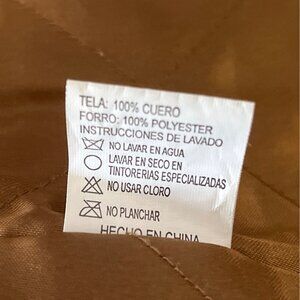 TELA: 100% CUERO
FORRO: 100% POLYESTER
INSTRUCCIONES DE LAVADO
NO LAVAR EN AGUA
LAVAR EN SECO EN
TINTORERIAS ESPECIALIZADAS
NO USAR CLORO
NO PLANCHAR
HECHO EN CHINA